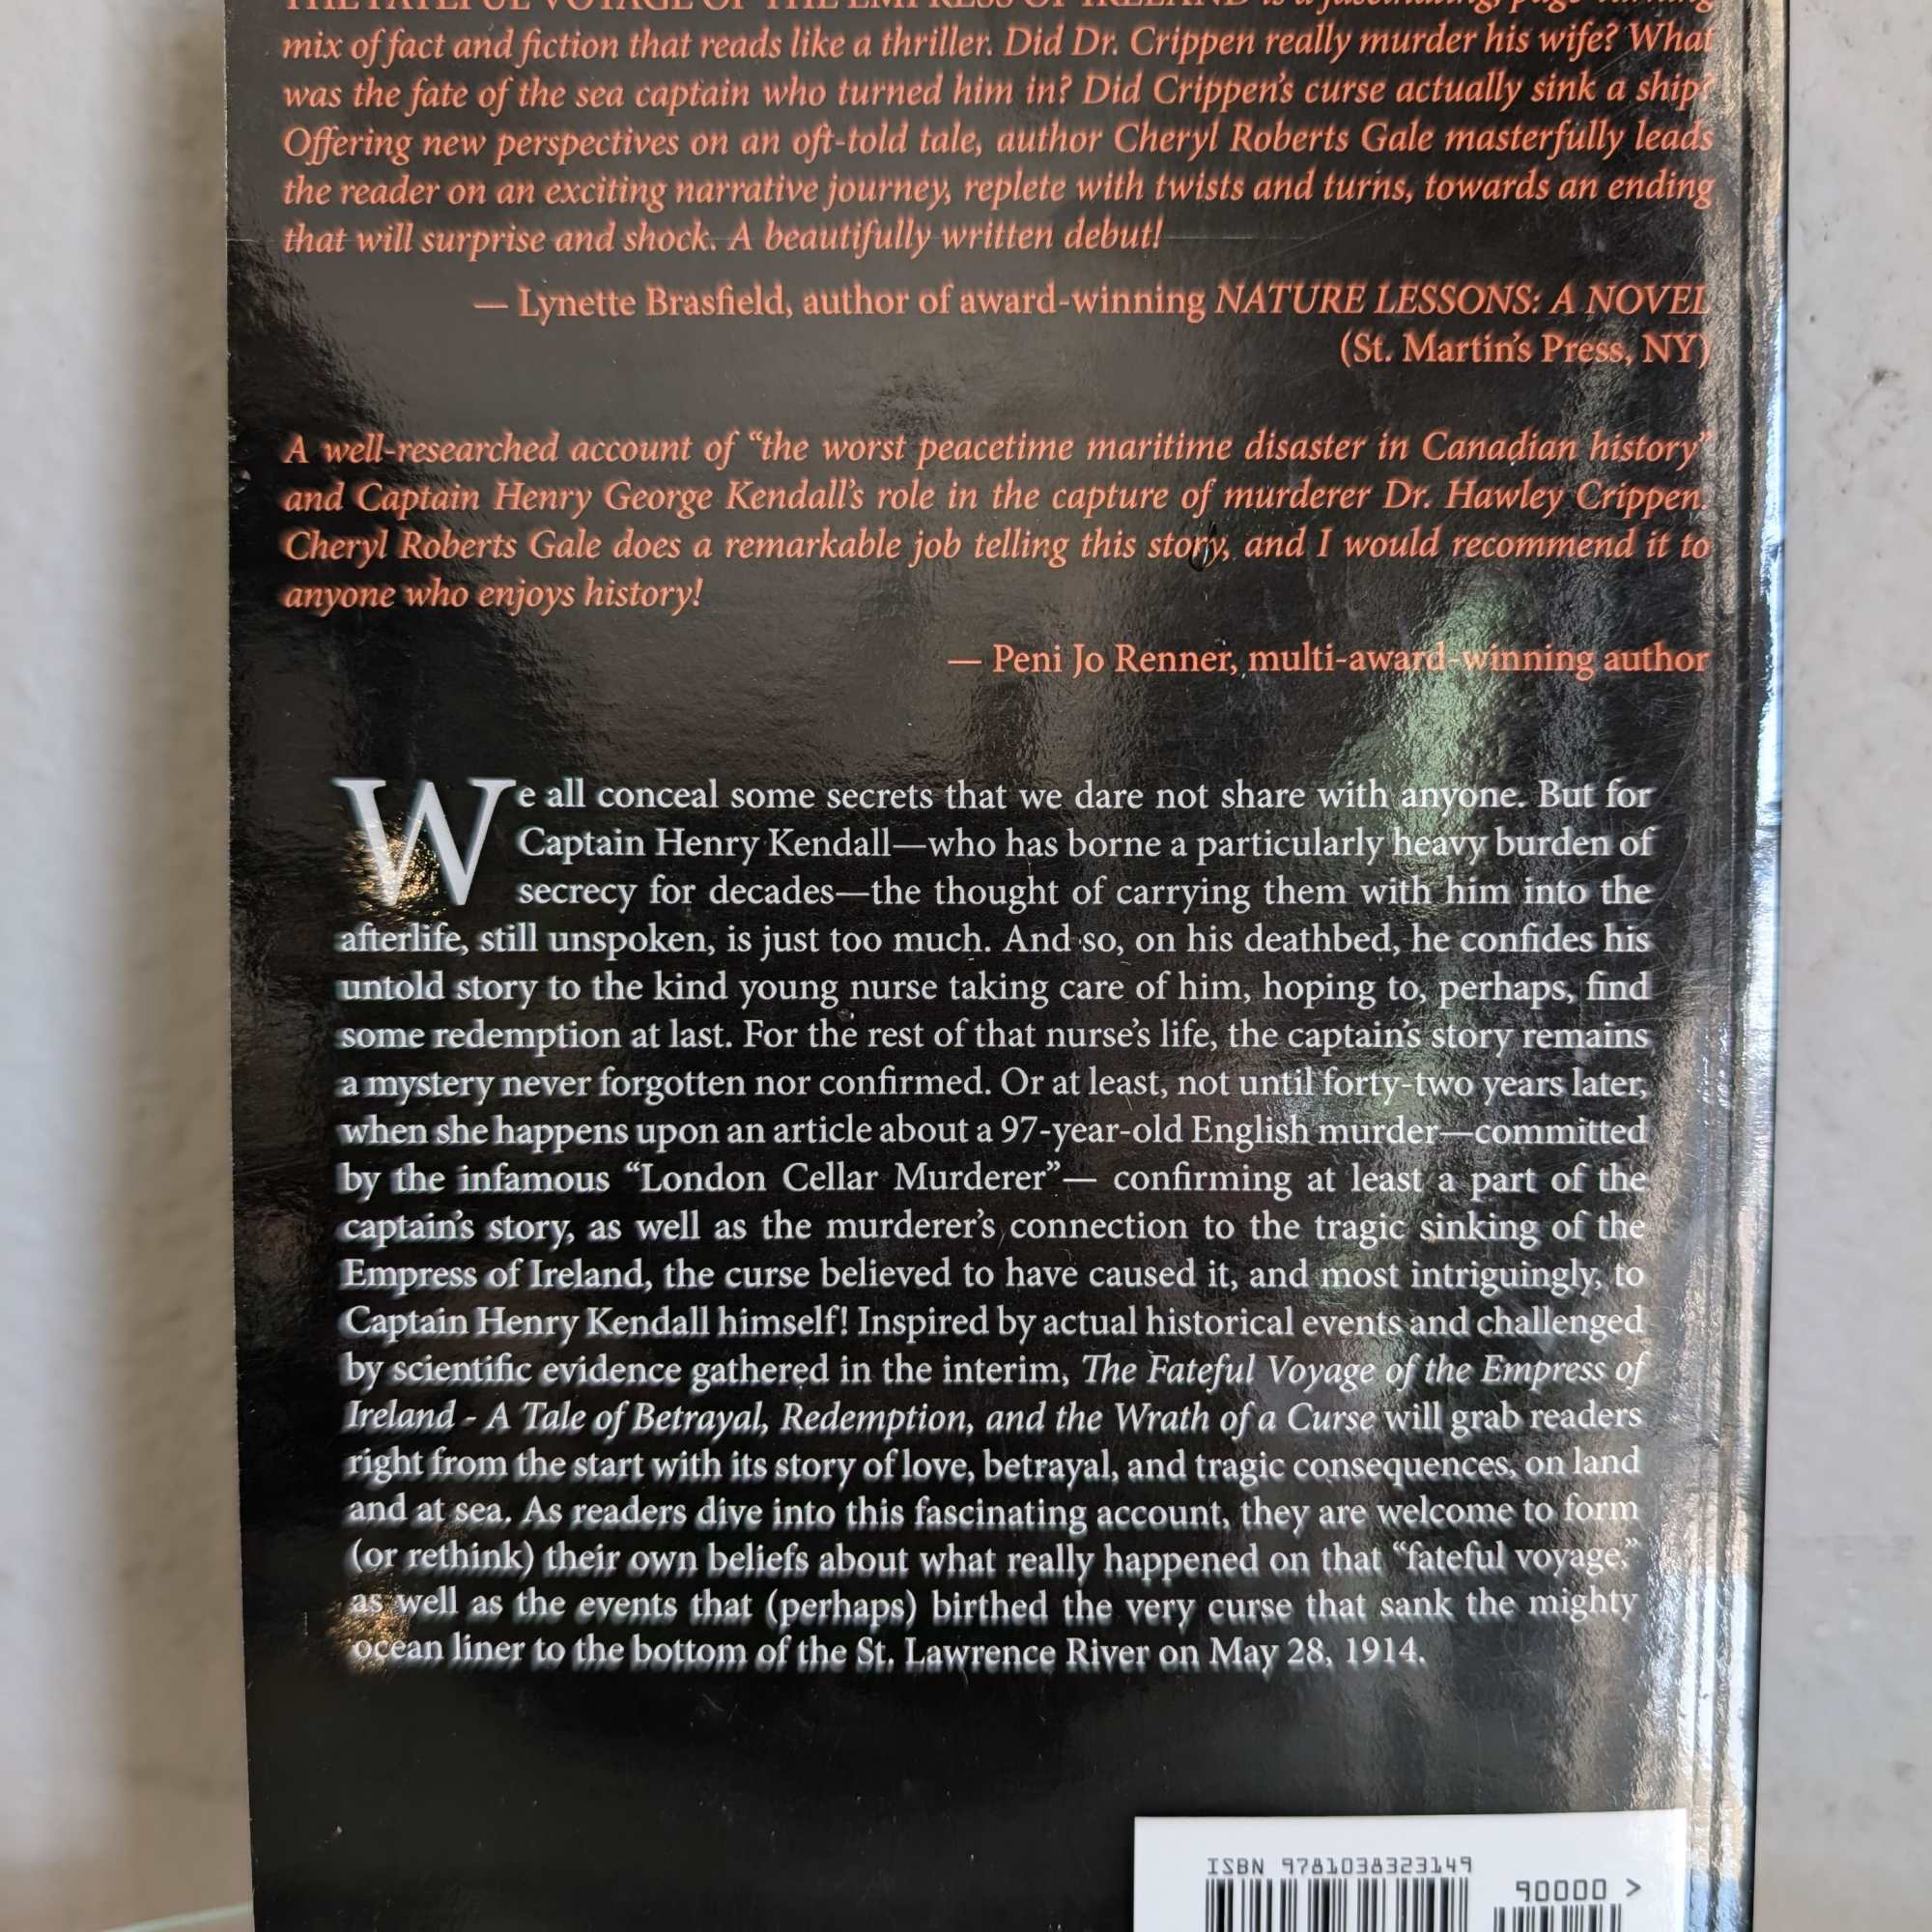 THE FATEFUL VOYAGE OF THE EMPRESS OF IRELAND is a fascinating, page-turning
mix of fact and fiction that reads like a thriller. Did Dr. Crippen really murder his wife? What
was the fate of the sea captain who turned him in? Did Crippen's curse actually sink a ship?
Offering new perspectives on an oft-told tale, author Cheryl Roberts Gale masterfully leads
the reader on an exciting narrative journey, replete with twists and turns, towards an ending
that will surprise and shock. A beautifully written debut!
— Lynette Brasfield, author of award-winning NATURE LESSONS: A NOVEL
(St. Martin's Press, NY)
A well-researched account of “the worst peacetime maritime disaster in Canadian history”
and Captain Henry George Kendall's role in the capture of murderer Dr. Hawley Crippen.
Cheryl Roberts Gale does a remarkable job telling this story, and I would recommend it to
anyone who enjoys history!
— Peni Jo Renner, multi-award-winning author
We all conceal some secrets that we dare not share with anyone. But for
Captain Henry Kendall—who has borne a particularly heavy burden of
secrecy for decades—the thought of carrying them with him into the
afterlife, still unspoken, is just too much. And so, on his deathbed, he confides his
untold story to the kind young nurse taking care of him, hoping to, perhaps, find
some redemption at last. For the rest of that nurse's life, the captain's story remains
a mystery never forgotten nor confirmed. Or at least, not until forty-two years later,
when she happens upon an article about a 97-year-old English murder—committed
by the infamous “London Cellar Murderer”— confirming at least a part of the
captain's story, as well as the murderer's connection to the tragic sinking of the
Empress of Ireland, the curse believed to have caused it, and most intriguingly, to
Captain Henry Kendall himself! Inspired by actual historical events and challenged
by scientific evidence gathered in the interim, The Fateful Voyage of the Empress of
Ireland - A Tale of Betrayal, Redemption, and the Wrath of a Curse will grab readers
right from the start with its story of love, betrayal, and tragic consequences, on land
and at sea. As readers dive into this fascinating account, they are welcome to form
(or rethink) their own beliefs about what really happened on that “fateful voyage,”
as well as the events that (perhaps) birthed the very curse that sank the mighty
ocean liner to the bottom of the St. Lawrence River on May 28, 1914.
ISBN 9781038323149
90000 >